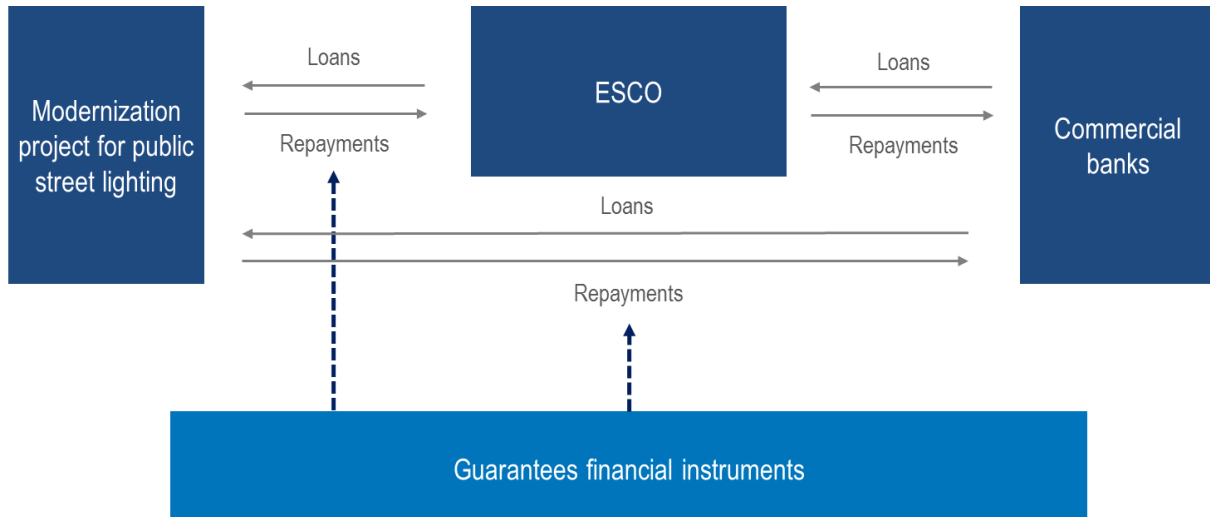 Modernization
project for public
street lighting
Loans
Repayments
ESCO
Loans
Repayments
Commercial
banks
Loans
Repayments
Guarantees financial instruments